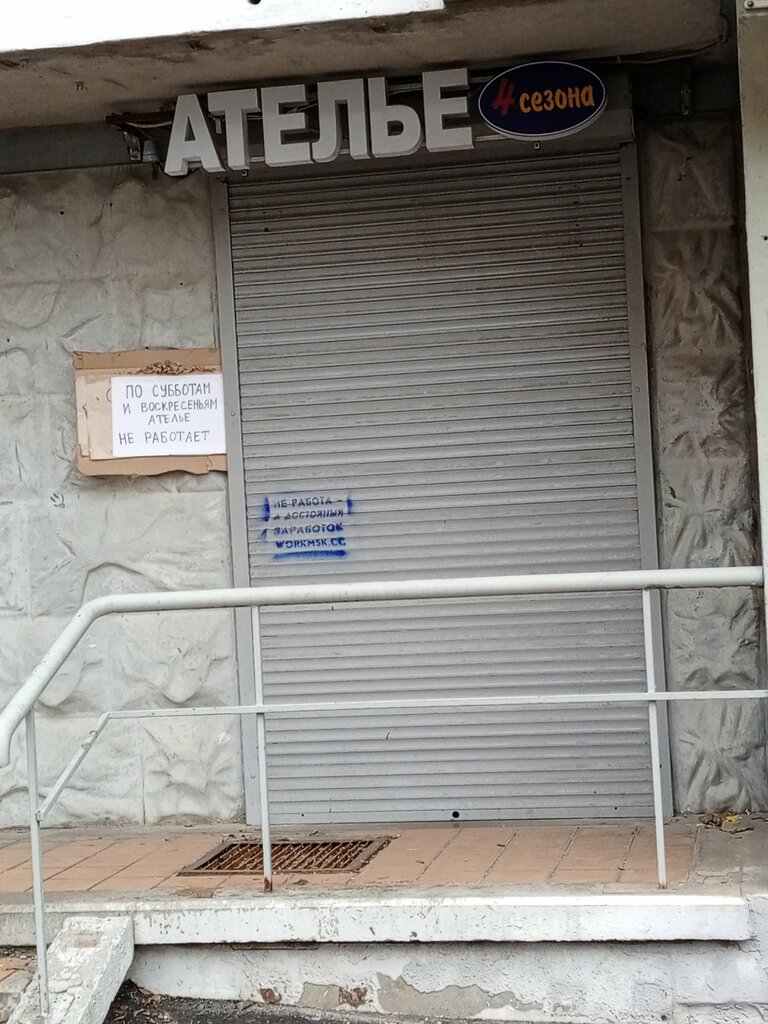 АТЕЛЬЕ
4 сезона
ПО СУББОТАМ
И ВОСКРЕСЕНЬЯМ
АТЕЛЬЕ
НЕ РАБОТАЕТ
НЕ РАБОТА -
А ДОСТОЙНЫЙ
ЗАРАБОТОК
WORKMSK.CC